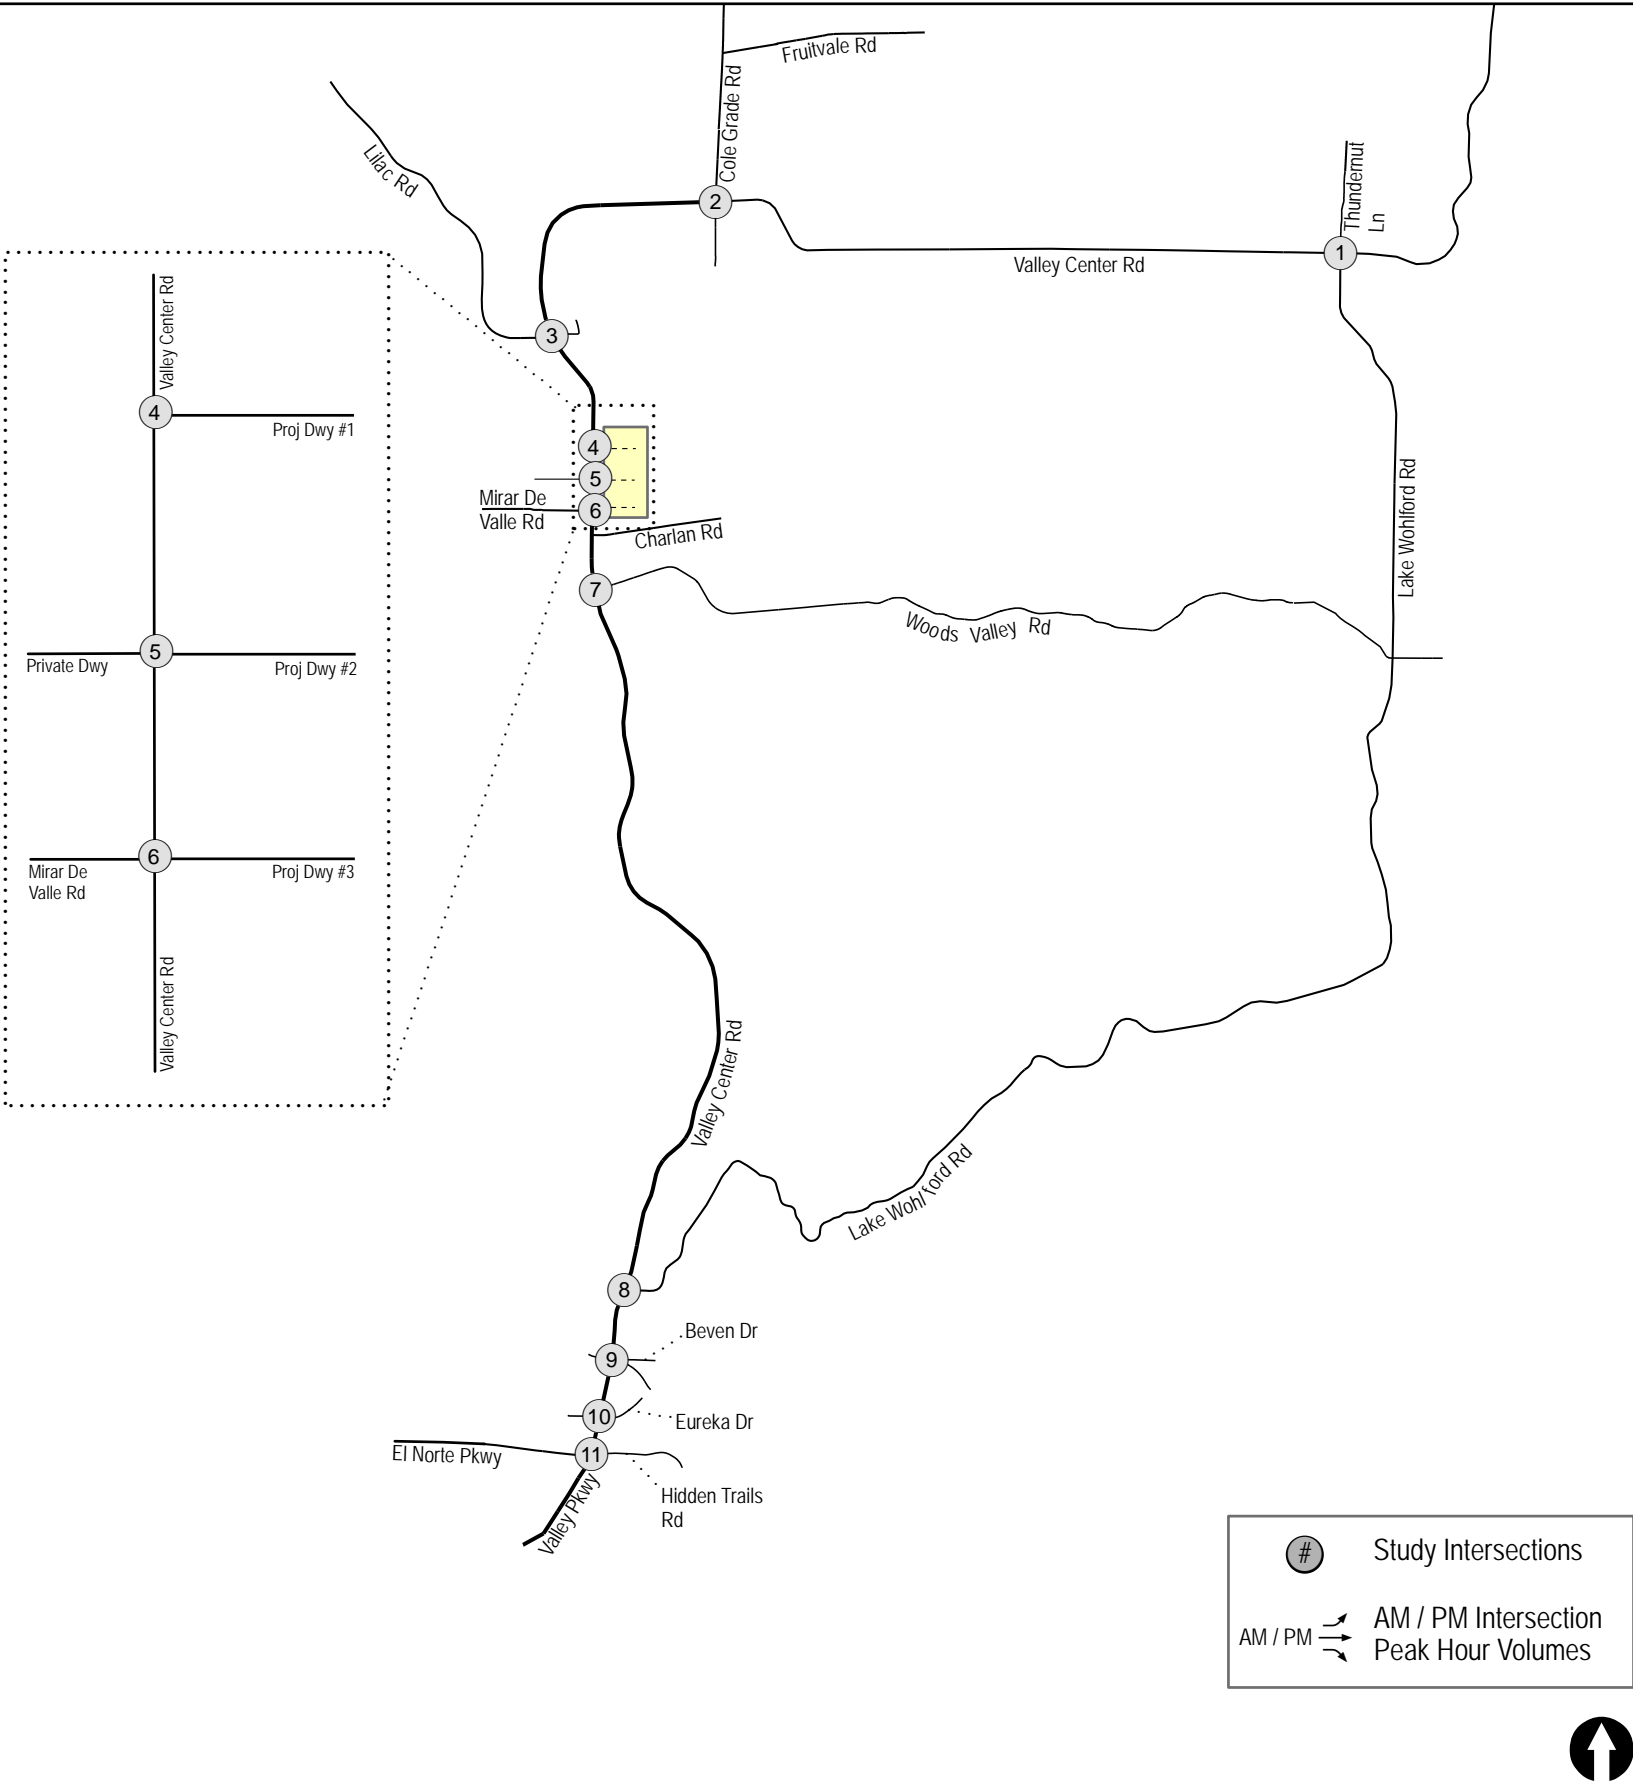 Fruitvale Rd
Cole Grade Rd
Lilac Rd
Thundernut
Ln
2
1
Valley Center Rd
3
Valley Center Rd
4
Proj Dwy #1
5
Private Dwy
Proj Dwy #2
6
Mirar De
Valle Rd
Proj Dwy #3
Valley Center Rd
4
5
6
Mirar De
Valle Rd
Charlan Rd
7
Woods Valley Rd
Lake Wohlford Rd
Valley Center Rd
Lake Wohlford Rd
8
9
Beven Dr
10
Eureka Dr
11
El Norte Pkwy
Hidden Trails
Rd
Valley Pkwy
#
Study Intersections
AM / PM
AM / PM Intersection
Peak Hour Volumes